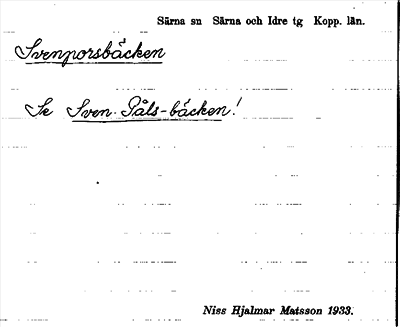 Särna sn Särna och Idre tg Kopp. län.
Svenporsbäcken
Se Sven-Påls-bäcken!
Niss Hjalmar Matsson 1933.